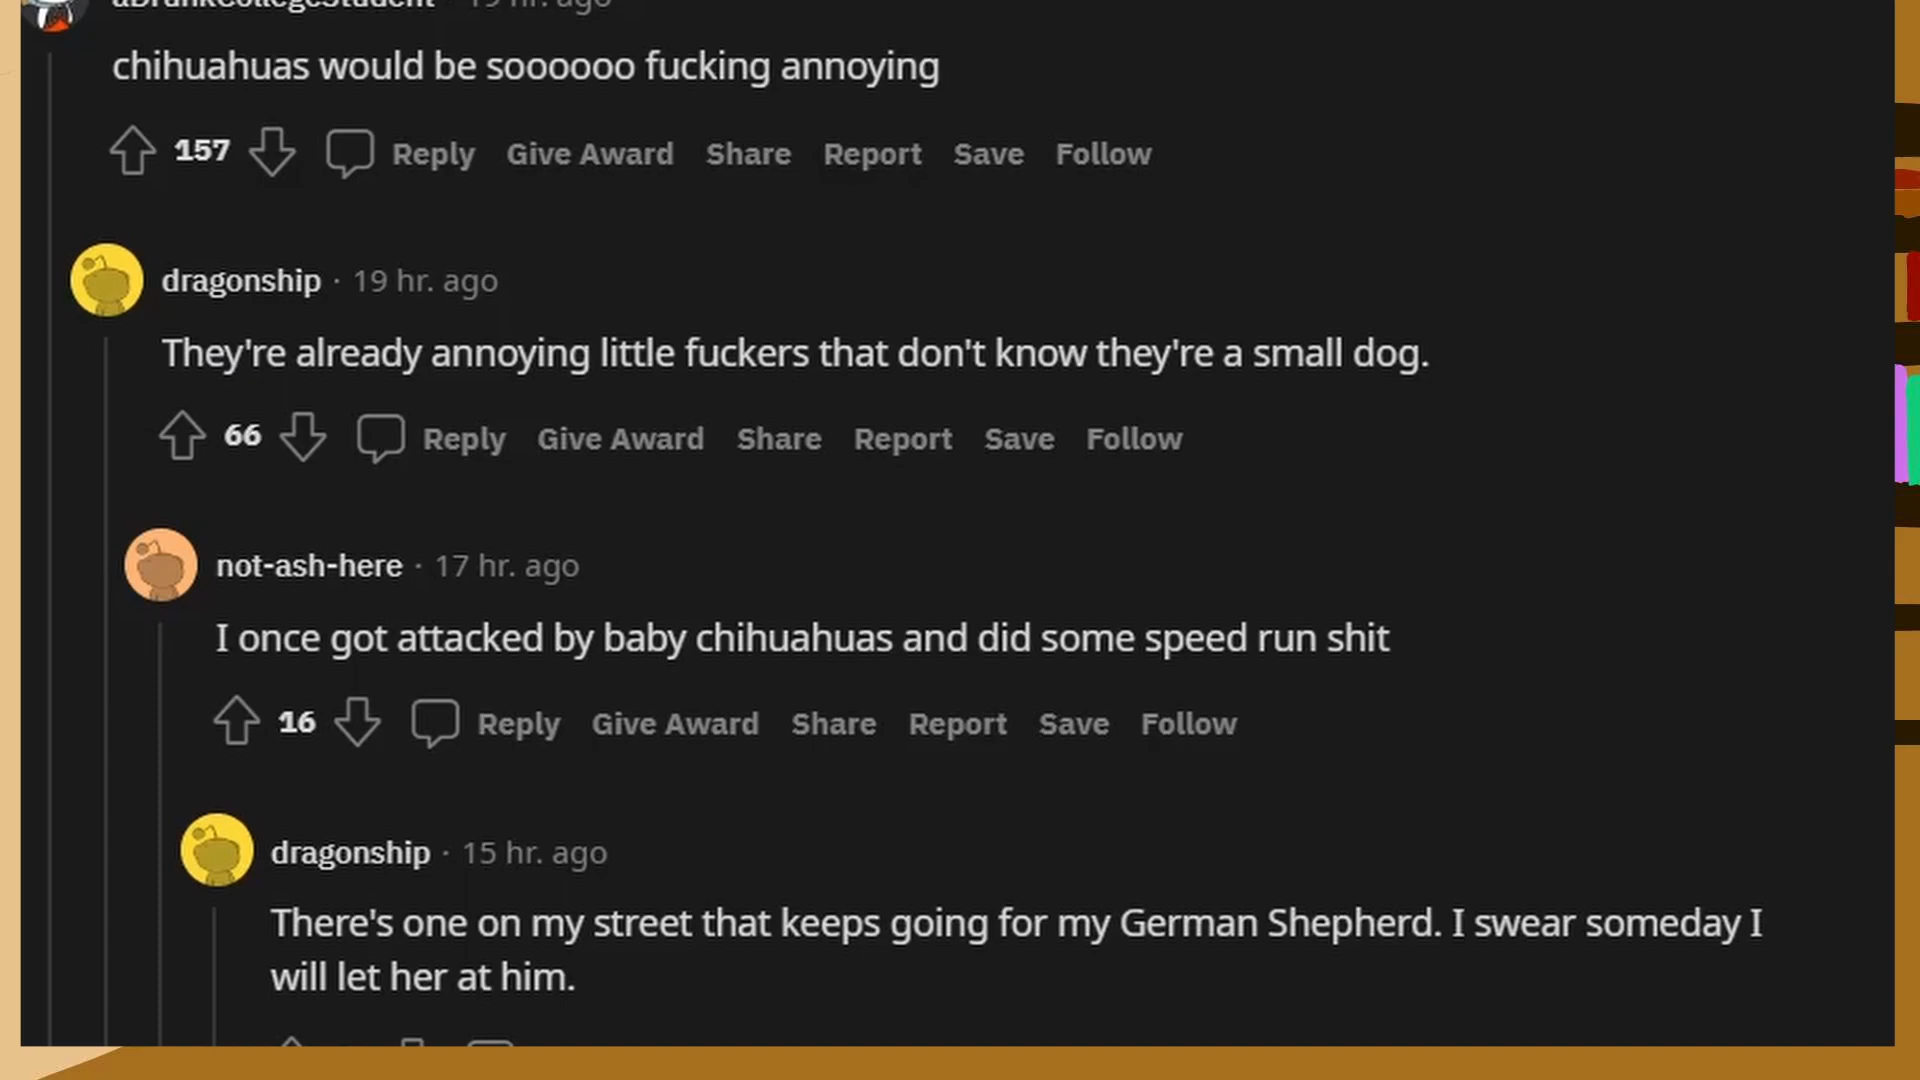 aDrunkCollegeStudent · 19 hr. ago
chihuahuas would be soooooo fucking annoying
157 Reply Give Award Share Report Save Follow
dragonship · 19 hr. ago
They're already annoying little fuckers that don't know they're a small dog.
66 Reply Give Award Share Report Save Follow
not-ash-here · 17 hr. ago
I once got attacked by baby chihuahuas and did some speed run shit
16 Reply Give Award Share Report Save Follow
dragonship · 15 hr. ago
There's one on my street that keeps going for my German Shepherd. I swear someday I
will let her at him.